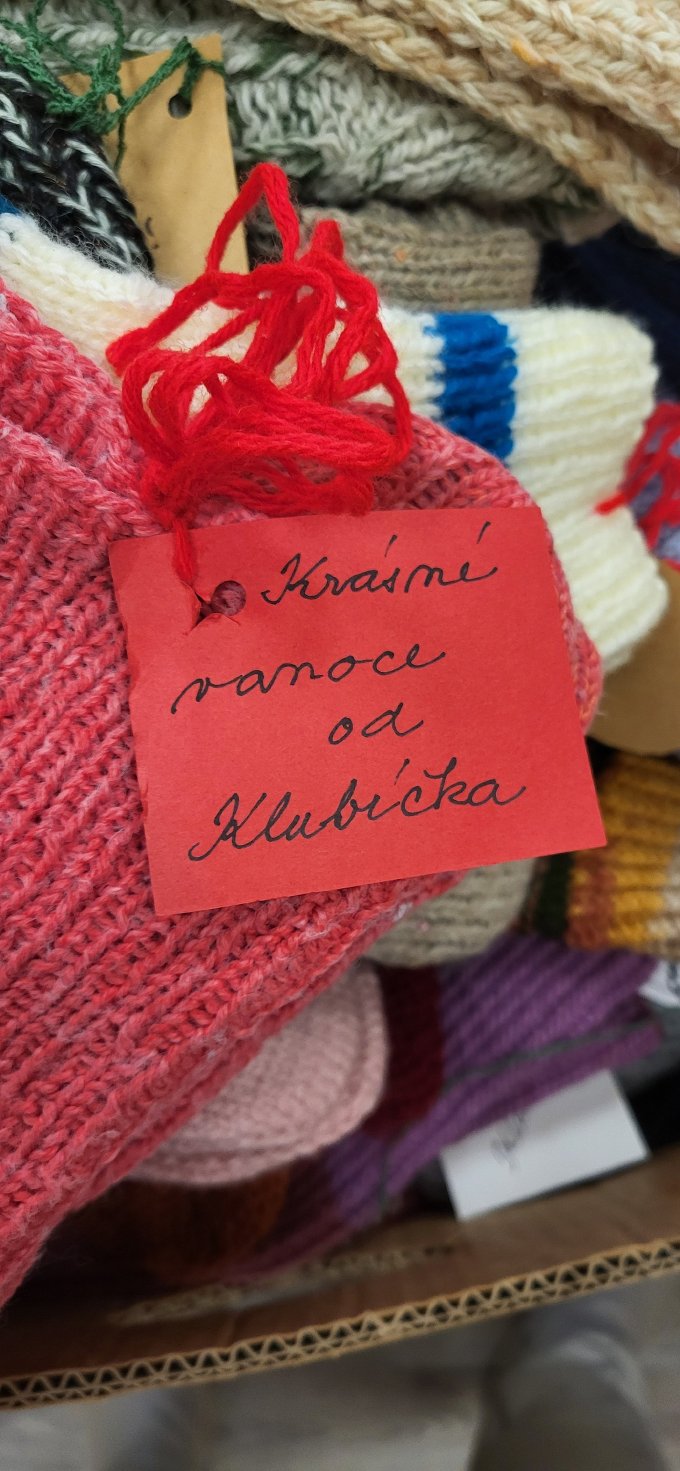 Krásné
vanoce
od
Klubíčka